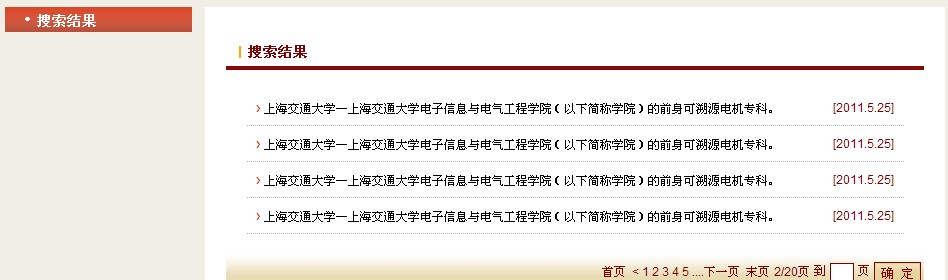 • 搜索结果
搜索结果
› 上海交通大学—上海交通大学电子信息与电气工程学院（以下简称学院）的前身可溯源电机专科。 [2011.5.25]
› 上海交通大学—上海交通大学电子信息与电气工程学院（以下简称学院）的前身可溯源电机专科。 [2011.5.25]
› 上海交通大学—上海交通大学电子信息与电气工程学院（以下简称学院）的前身可溯源电机专科。 [2011.5.25]
› 上海交通大学—上海交通大学电子信息与电气工程学院（以下简称学院）的前身可溯源电机专科。 [2011.5.25]
首页 < 1 2 3 4 5 ....下一页 末页 2/20页 到 页 确 定